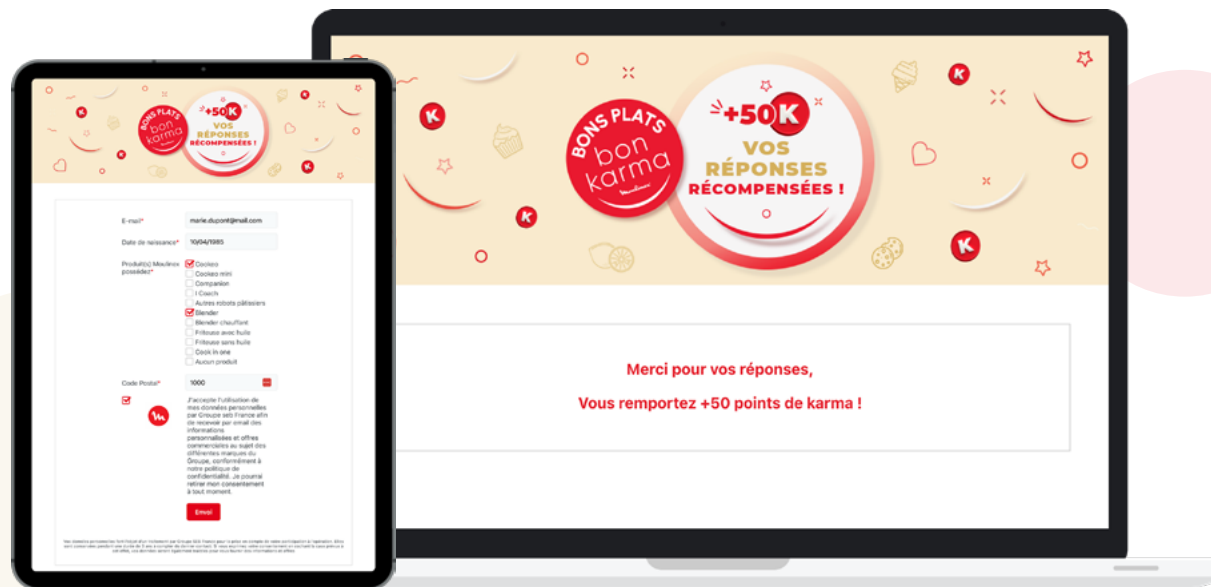 BONS PLATS
bon
karma
Moulinex
+50 K
VOS
RÉPONSES
RÉCOMPENSÉES !
K
K
K
K
E-mail*
marie.dupont@mail.com
Date de naissance*
10/04/1985
Produit(s) Moulinex
possédez*
Cookeo
Cookeo mini
Companion
I Coach
Autres robots pâtissiers
Blender
Blender chauffant
Friteuse avec huile
Friteuse sans huile
Cook in one
Aucun produit
Code Postal*
1000
J'accepte l'utilisation de
mes données personnelles
par Groupe seb France afin
de recevoir par email des
informations
personnalisées et offres
commerciales au sujet des
différentes marques du
Groupe, conformément à
notre politique de
confidentialité. Je pourrai
retirer mon consentement
à tout moment
Envoi
BONS PLATS
bon
karma
Moulinex
+50 K
VOS
RÉPONSES
RÉCOMPENSÉES !
K
K
K
K
K
Merci pour vos réponses,
Vous remportez +50 points de karma !